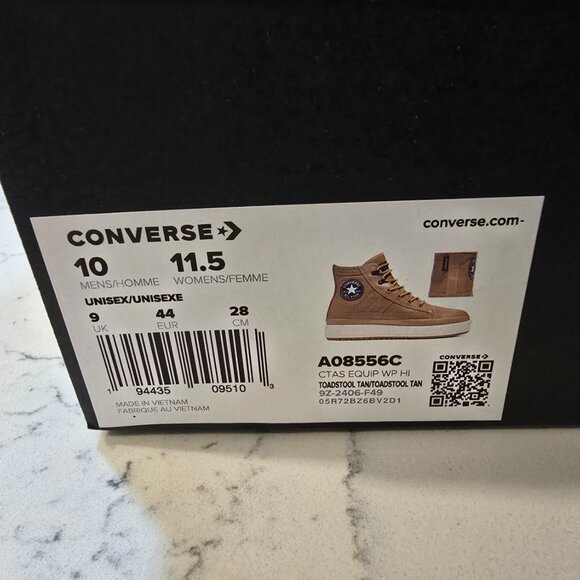 CONVERSE
converse.com-
10 11.5
MENS/HOMME WOMENS/FEMME
UNISEX/UNISEXE
9 44 28
UK EUR CM
1 94435 09510 3
MADE IN VIETNAM
FABRIQUÉ AU VIETNAM
A08556C
CTAS EQUIP WP HI
TOADSTOOL TAN/TOADSTOOL TAN
9Z-2406-F49
05R72BZ6BV2D1
CONVERSE